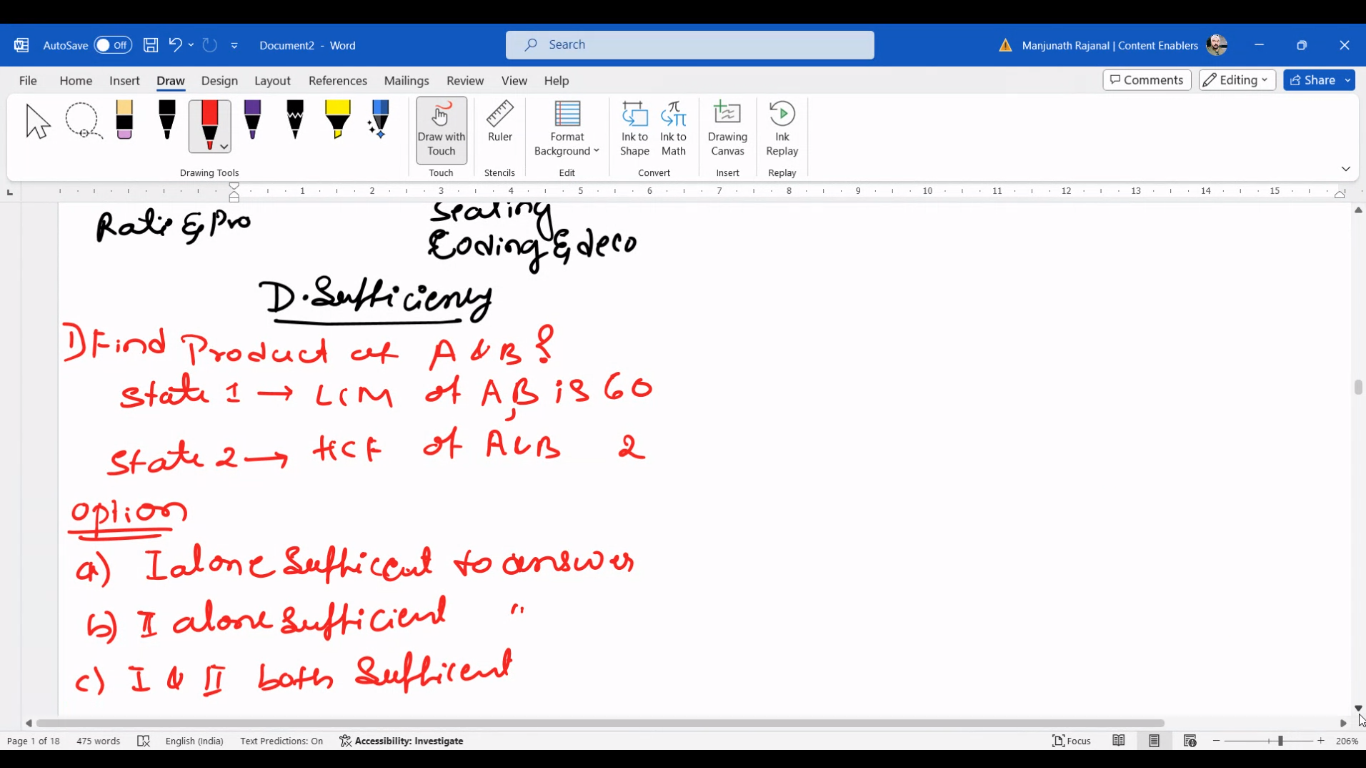 AutoSave Off Document2 - Word Search Manjunath Rajanal | Content Enablers
File Home Insert Draw Design Layout References Mailings Review View Help Comments Editing Share
Draw with Touch Ruler Format Background Ink to Shape Ink to Math Drawing Canvas Ink Replay
Drawing Tools Touch Stencils Edit Convert Insert Replay
1 2 3 4 5 6 7 8 9 10 11 12 13 14 15
Seating
Ratio & Pro
Coding & deco
D. Sufficiency
1) Find Product of A & B ?
State 1 → LCM of A, B is 60
State 2 → HCF of A & B 2
Option
a) I alone Sufficent to answer
b) II alone Sufficient "
c) I & II both Sufficent
Page 1 of 18 475 words English (India) Text Predictions: On Accessibility: Investigate Focus 206%